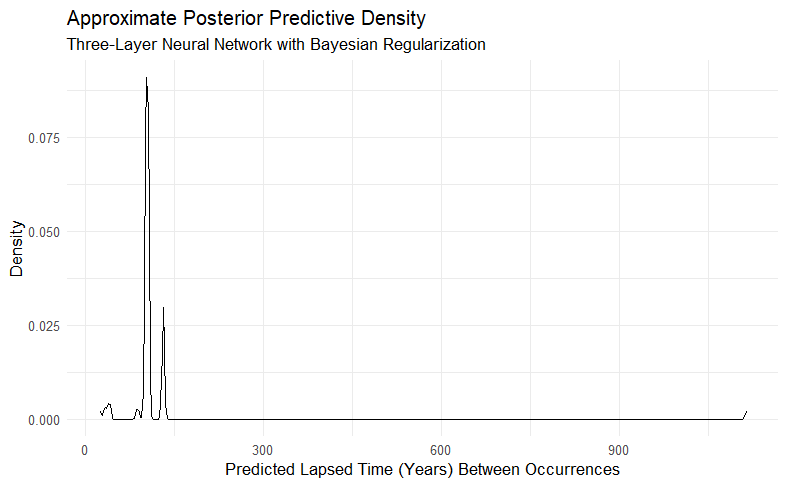 Approximate Posterior Predictive Density
Three-Layer Neural Network with Bayesian Regularization
Density
0.075
0.050
0.025
0.000
0 300 600 900
Predicted Lapsed Time (Years) Between Occurrences